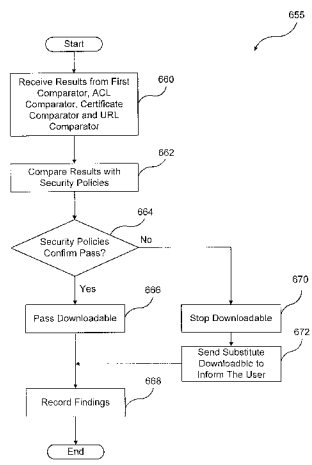 655
Start
660
Receive Results from First
Comparator, ACL
Comparator, Certificate
Comparator and URL
Comparator
662
Compare Results with
Security Policies
664
Security Policies
Confirm Pass?
No
Yes
666
Pass Downloadable
670
Stop Downloadable
672
Send Substitute
Downloadable to
Inform The User
668
Record Findings
End